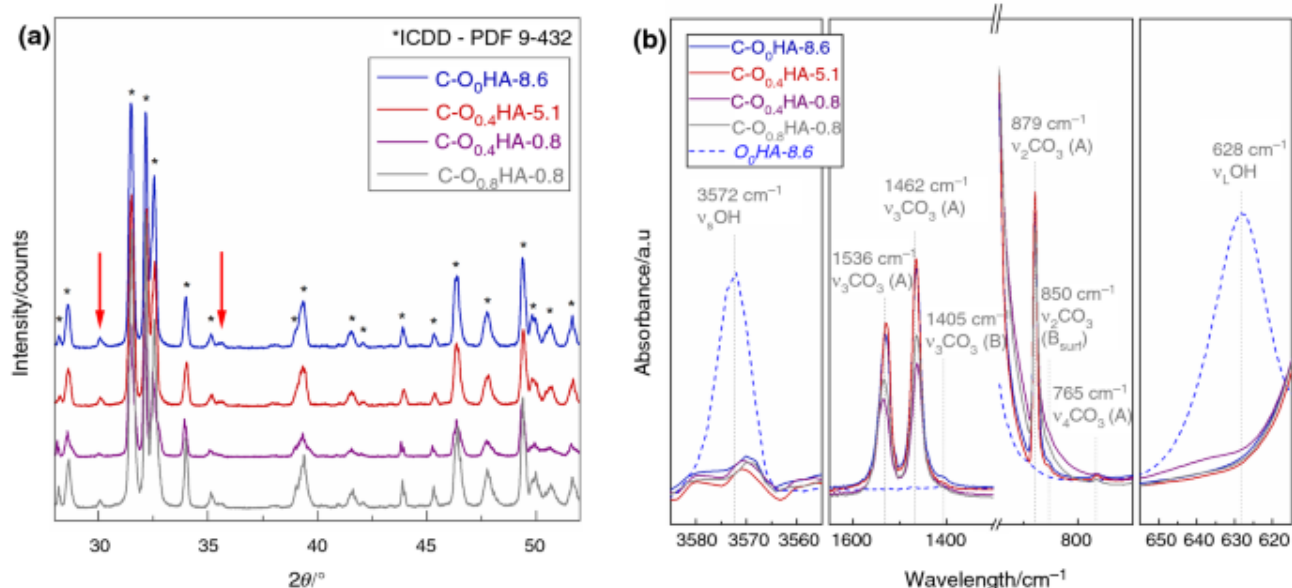 (a)
*ICDD - PDF 9-432
C-O₀HA-8.6
C-O₀.₄HA-5.1
C-O₀.₄HA-0.8
C-O₀.₈HA-0.8
Intensity/counts
30 35 40 45 50
2θ/°
(b)
C-O₀HA-8.6
C-O₀.₄HA-5.1
C-O₀.₄HA-0.8
C-O₀.₈HA-0.8
O₀HA-8.6
3572 cm⁻¹
νₛOH
1462 cm⁻¹
ν₃CO₃ (A)
1536 cm⁻¹
ν₃CO₃ (A)
1405 cm⁻¹
ν₃CO₃ (B)
879 cm⁻¹
ν₂CO₃ (A)
850 cm⁻¹
ν₂CO₃
(B_surf)
765 cm⁻¹
ν₄CO₃ (A)
628 cm⁻¹
ν_LOH
Absorbance/a.u
3580 3570 3560 1600 1400 800 650 640 630 620
Wavelength/cm⁻¹